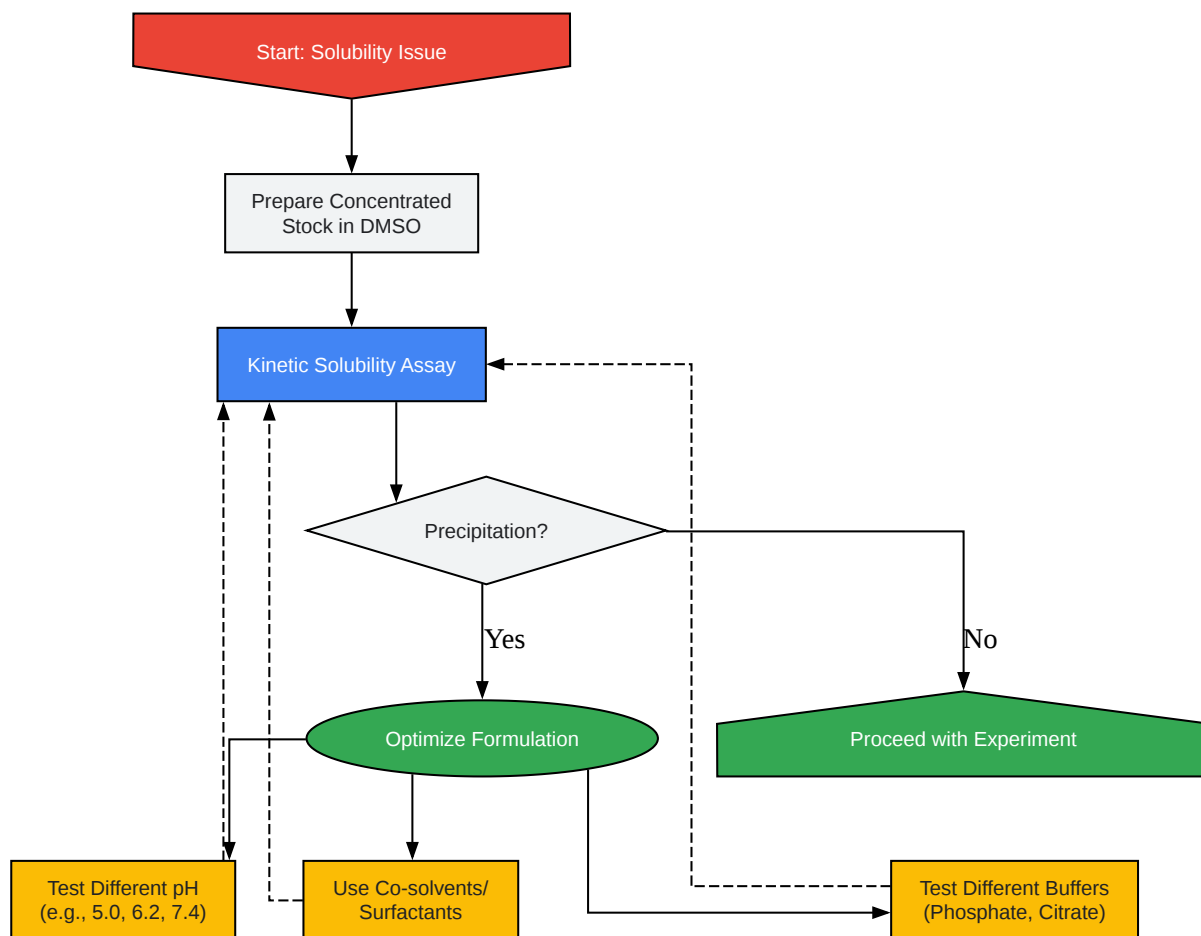 Start: Solubility Issue
Prepare Concentrated
Stock in DMSO
Kinetic Solubility Assay
Precipitation?
Yes
No
Optimize Formulation
Proceed with Experiment
Test Different pH
(e.g., 5.0, 6.2, 7.4)
Use Co-solvents/
Surfactants
Test Different Buffers
(Phosphate, Citrate)